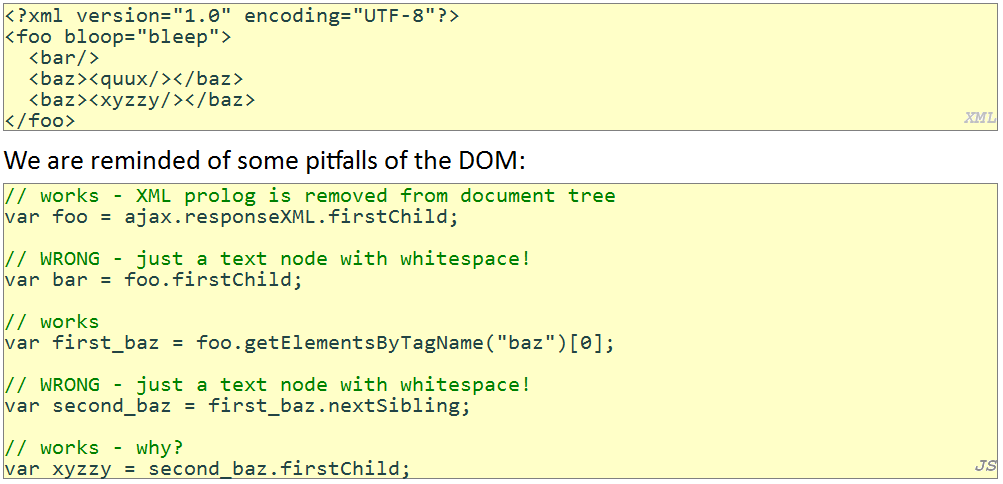 <?xml version="1.0" encoding="UTF-8"?>
<foo bloop="bleep">
  <bar/>
  <baz><quux/></baz>
  <baz><xyzzy/></baz>
</foo>
XML
We are reminded of some pitfalls of the DOM:
// works - XML prolog is removed from document tree
var foo = ajax.responseXML.firstChild;
// WRONG - just a text node with whitespace!
var bar = foo.firstChild;
// works
var first_baz = foo.getElementsByTagName("baz")[0];
// WRONG - just a text node with whitespace!
var second_baz = first_baz.nextSibling;
// works - why?
var xyzzy = second_baz.firstChild;
JS